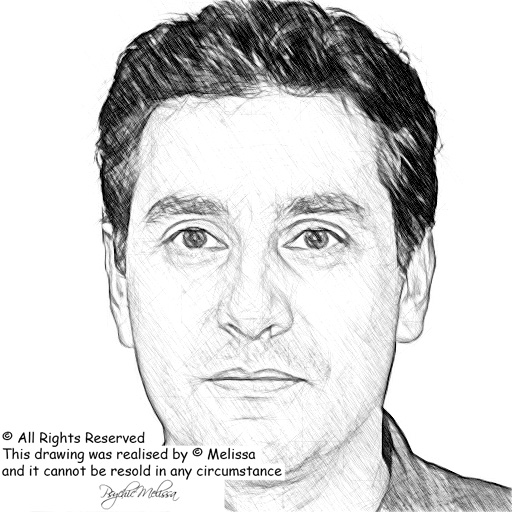 © All Rights Reserved
This drawing was realised by © Melissa
and it cannot be resold in any circumstance
Psychic Melissa